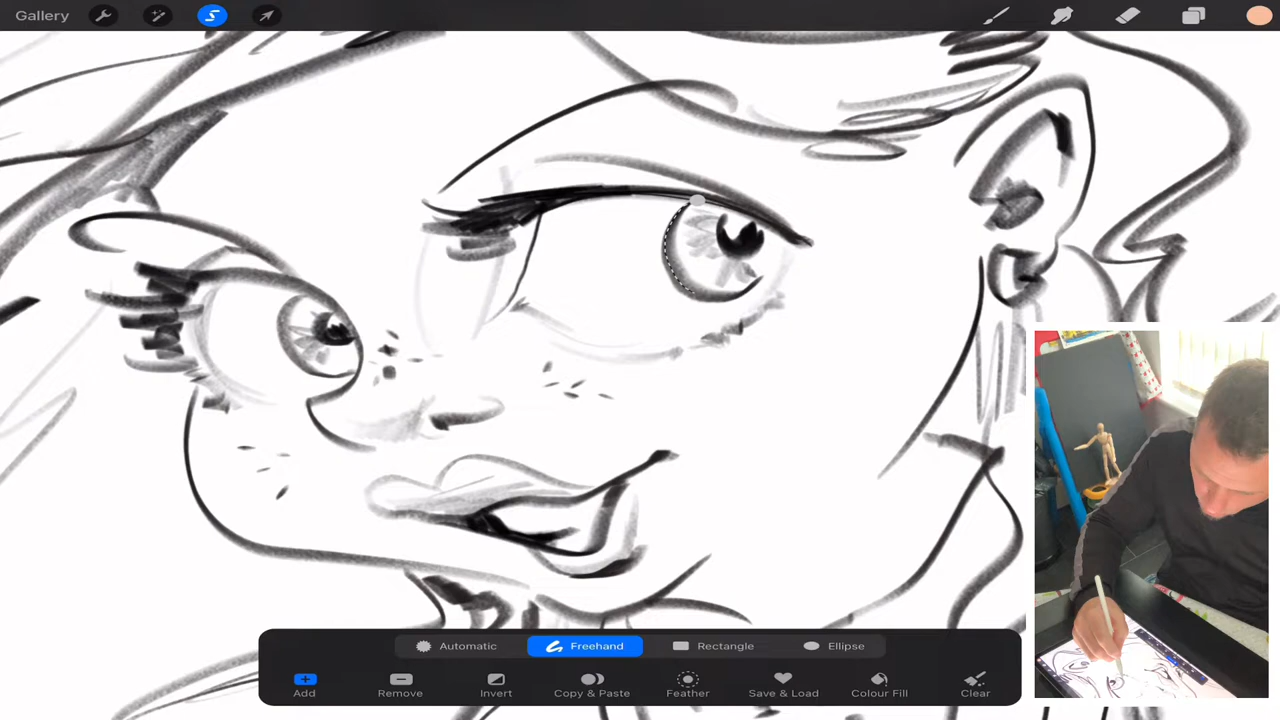 Gallery
Automatic Freehand Rectangle Ellipse
Add Remove Invert Copy & Paste Feather Save & Load Colour Fill Clear